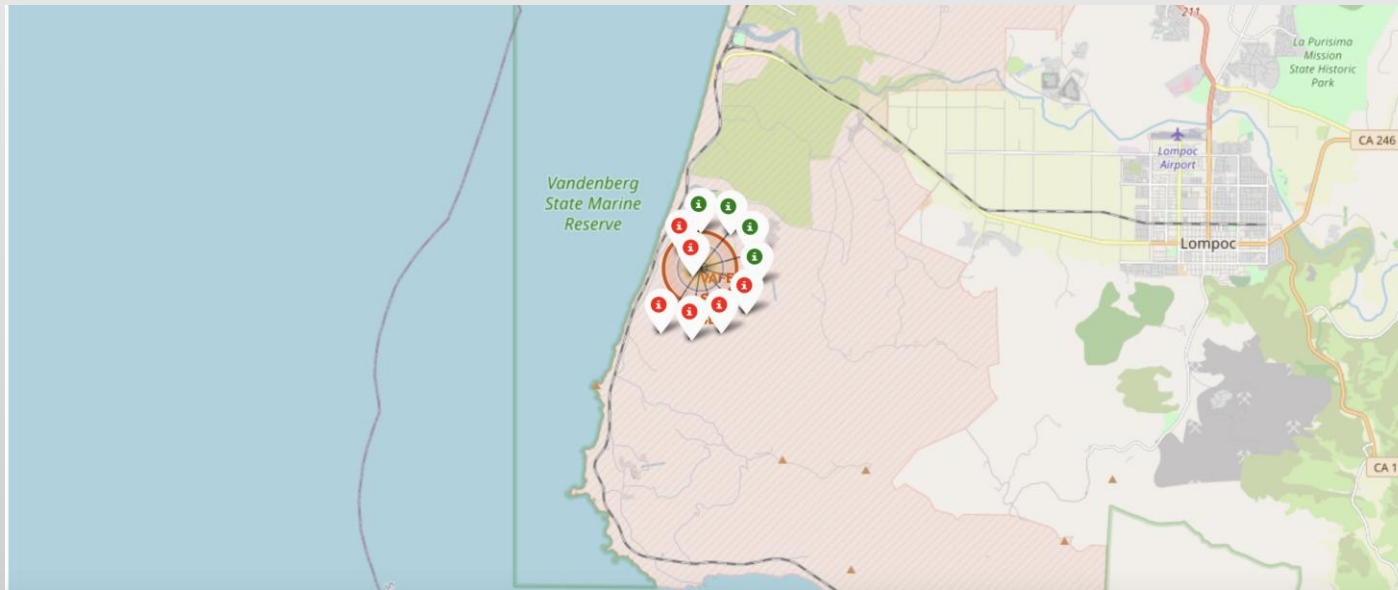 211
La Purisima
Mission
State Historic
Park
CA 246
Lompoc
Airport
Vandenberg
State Marine
Reserve
Lompoc
CA 1